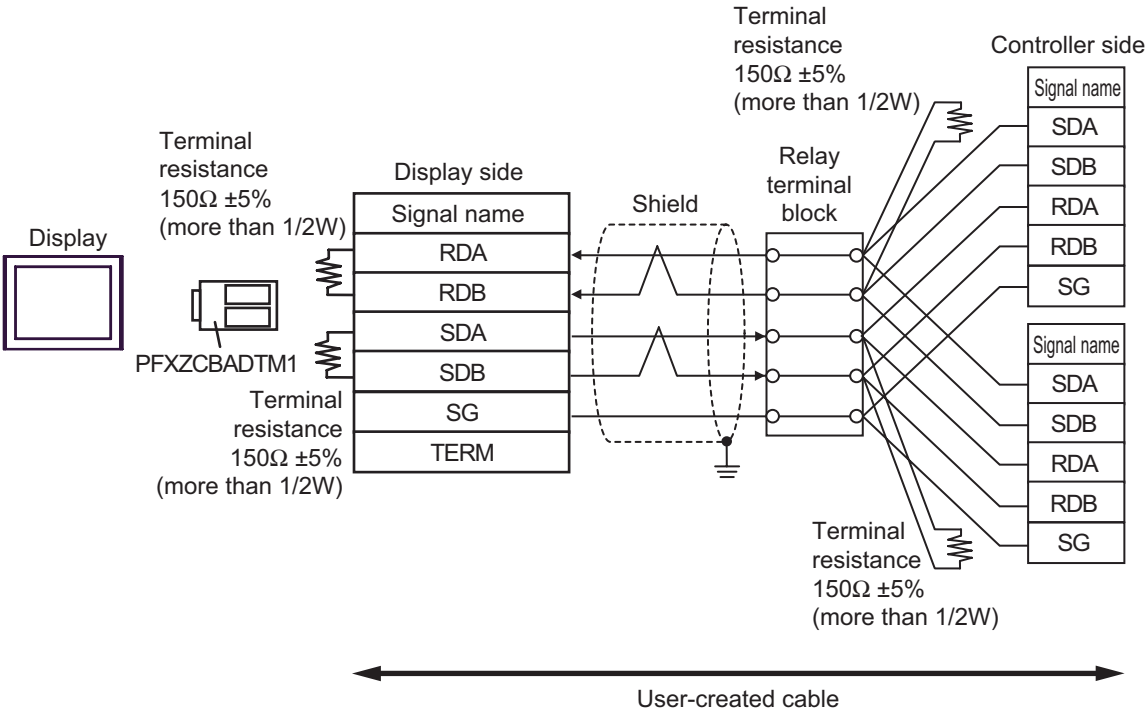 Terminal
resistance
150Ω ±5%
(more than 1/2W)
Controller side
Signal name
SDA
SDB
RDA
RDB
SG
Terminal
resistance
150Ω ±5%
(more than 1/2W)
Display side
Signal name
RDA
RDB
SDA
SDB
SG
TERM
Shield
Relay
terminal
block
Display
PFXZCBADTM1
Terminal
resistance
150Ω ±5%
(more than 1/2W)
Signal name
SDA
SDB
RDA
RDB
SG
Terminal
resistance
150Ω ±5%
(more than 1/2W)
User-created cable